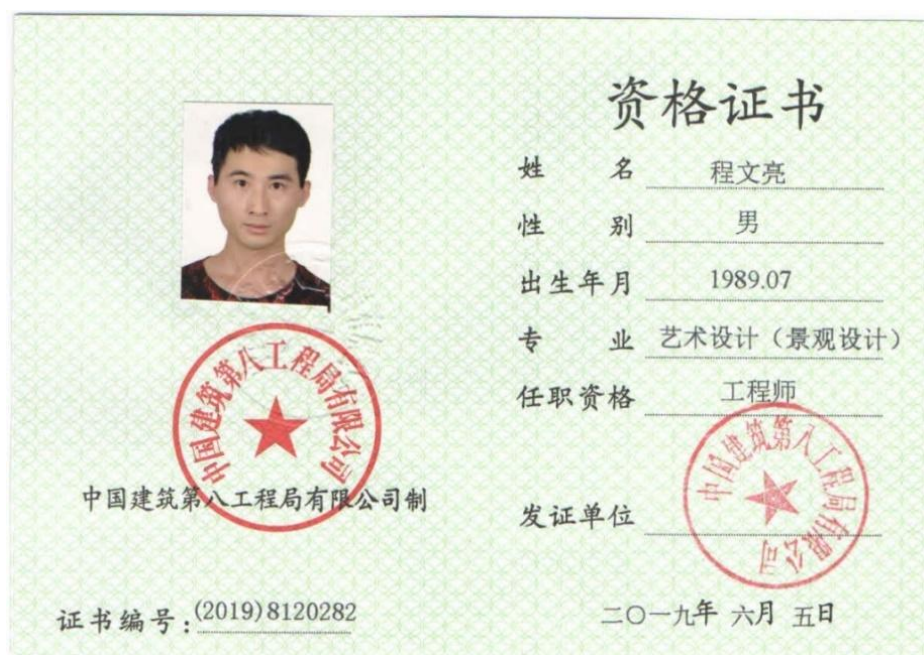 资格证书
姓 名 程文亮
性 别 男
出生年月 1989.07
专 业 艺术设计（景观设计）
任职资格 工程师
发证单位
中国建筑第八工程局有限公司
二〇一九年 六月 五日
中国建筑第八工程局有限公司
中国建筑第八工程局有限公司制
证书编号：(2019)8120282